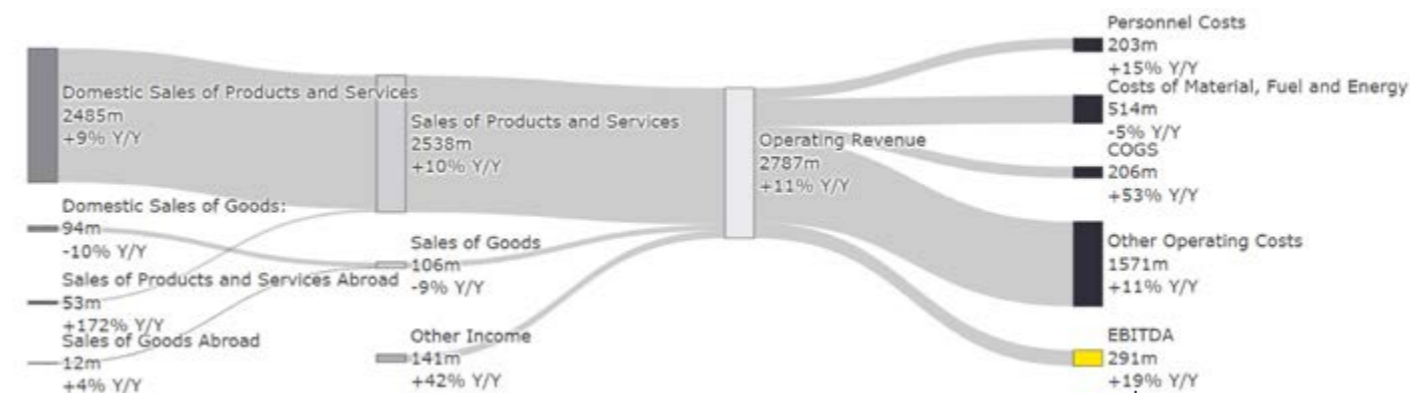 Domestic Sales of Products and Services
2485m
+9% Y/Y
Domestic Sales of Goods:
94m
-10% Y/Y
Sales of Products and Services Abroad
53m
+172% Y/Y
Sales of Goods Abroad
12m
+4% Y/Y
Sales of Products and Services
2538m
+10% Y/Y
Sales of Goods
106m
-9% Y/Y
Other Income
141m
+42% Y/Y
Operating Revenue
2787m
+11% Y/Y
Personnel Costs
203m
+15% Y/Y
Costs of Material, Fuel and Energy
514m
-5% Y/Y
COGS
206m
+53% Y/Y
Other Operating Costs
1571m
+11% Y/Y
EBITDA
291m
+19% Y/Y